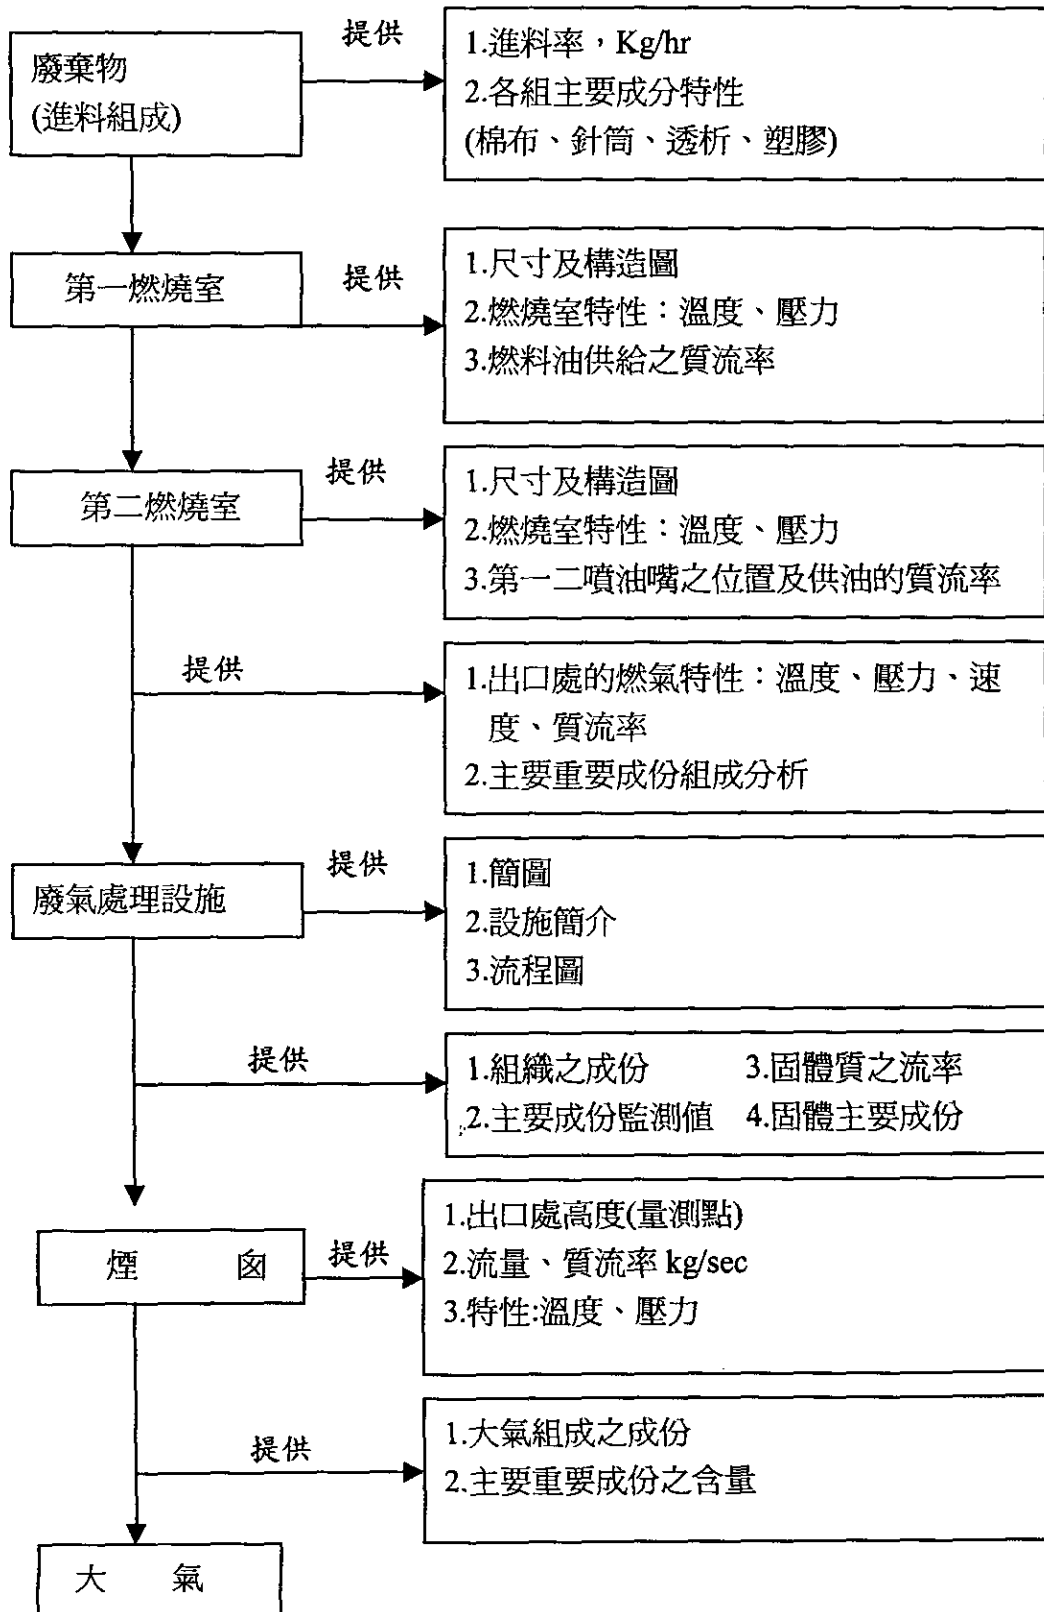 提供
廢棄物
(進料組成)
1.進料率，Kg/hr
2.各組主要成分特性
(棉布、針筒、透析、塑膠)
第一燃燒室
提供
1.尺寸及構造圖
2.燃燒室特性：溫度、壓力
3.燃料油供給之質流率
第二燃燒室
提供
1.尺寸及構造圖
2.燃燒室特性：溫度、壓力
3.第一二噴油嘴之位置及供油的質流率
提供
1.出口處的燃氣特性：溫度、壓力、速
度、質流率
2.主要重要成份組成分析
廢氣處理設施
提供
1.簡圖
2.設施簡介
3.流程圖
提供
1.組織之成份 3.固體質之流率
2.主要成份監測值 4.固體主要成份
煙 囪
提供
1.出口處高度(量測點)
2.流量、質流率 kg/sec
3.特性:溫度、壓力
提供
1.大氣組成之成份
2.主要重要成份之含量
大 氣